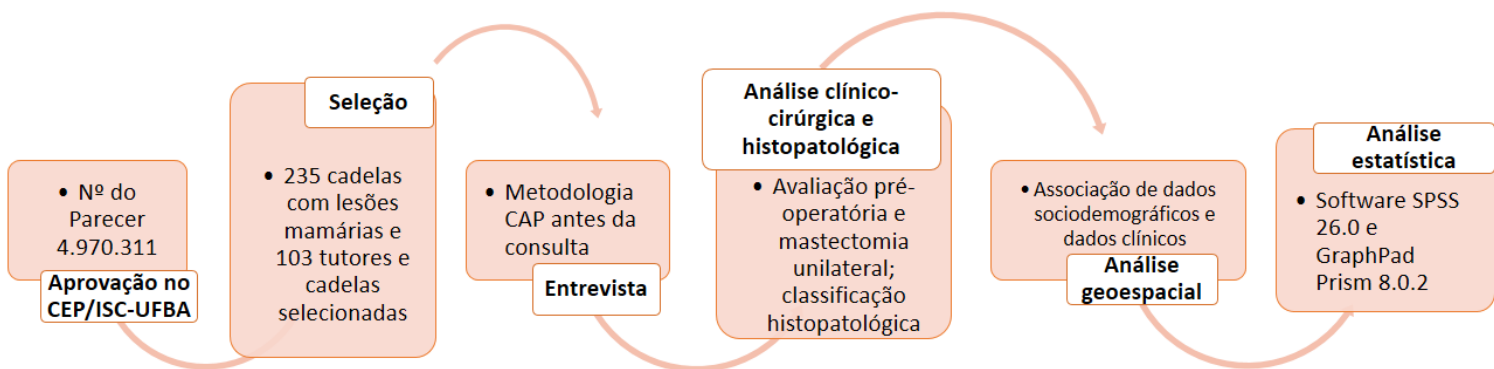 • Nº do
Parecer
4.970.311
Aprovação no
CEP/ISC-UFBA
Seleção
• 235 cadelas
com lesões
mamárias e
103 tutores e
cadelas
selecionadas
• Metodologia
CAP antes da
consulta
Entrevista
Análise clínico-
cirúrgica e
histopatológica
• Avaliação pré-
operatória e
mastectomia
unilateral;
classificação
histopatológica
• Associação de dados
sociodemográficos e
dados clínicos
Análise
geoespacial
Análise
estatística
• Software SPSS
26.0 e
GraphPad
Prism 8.0.2